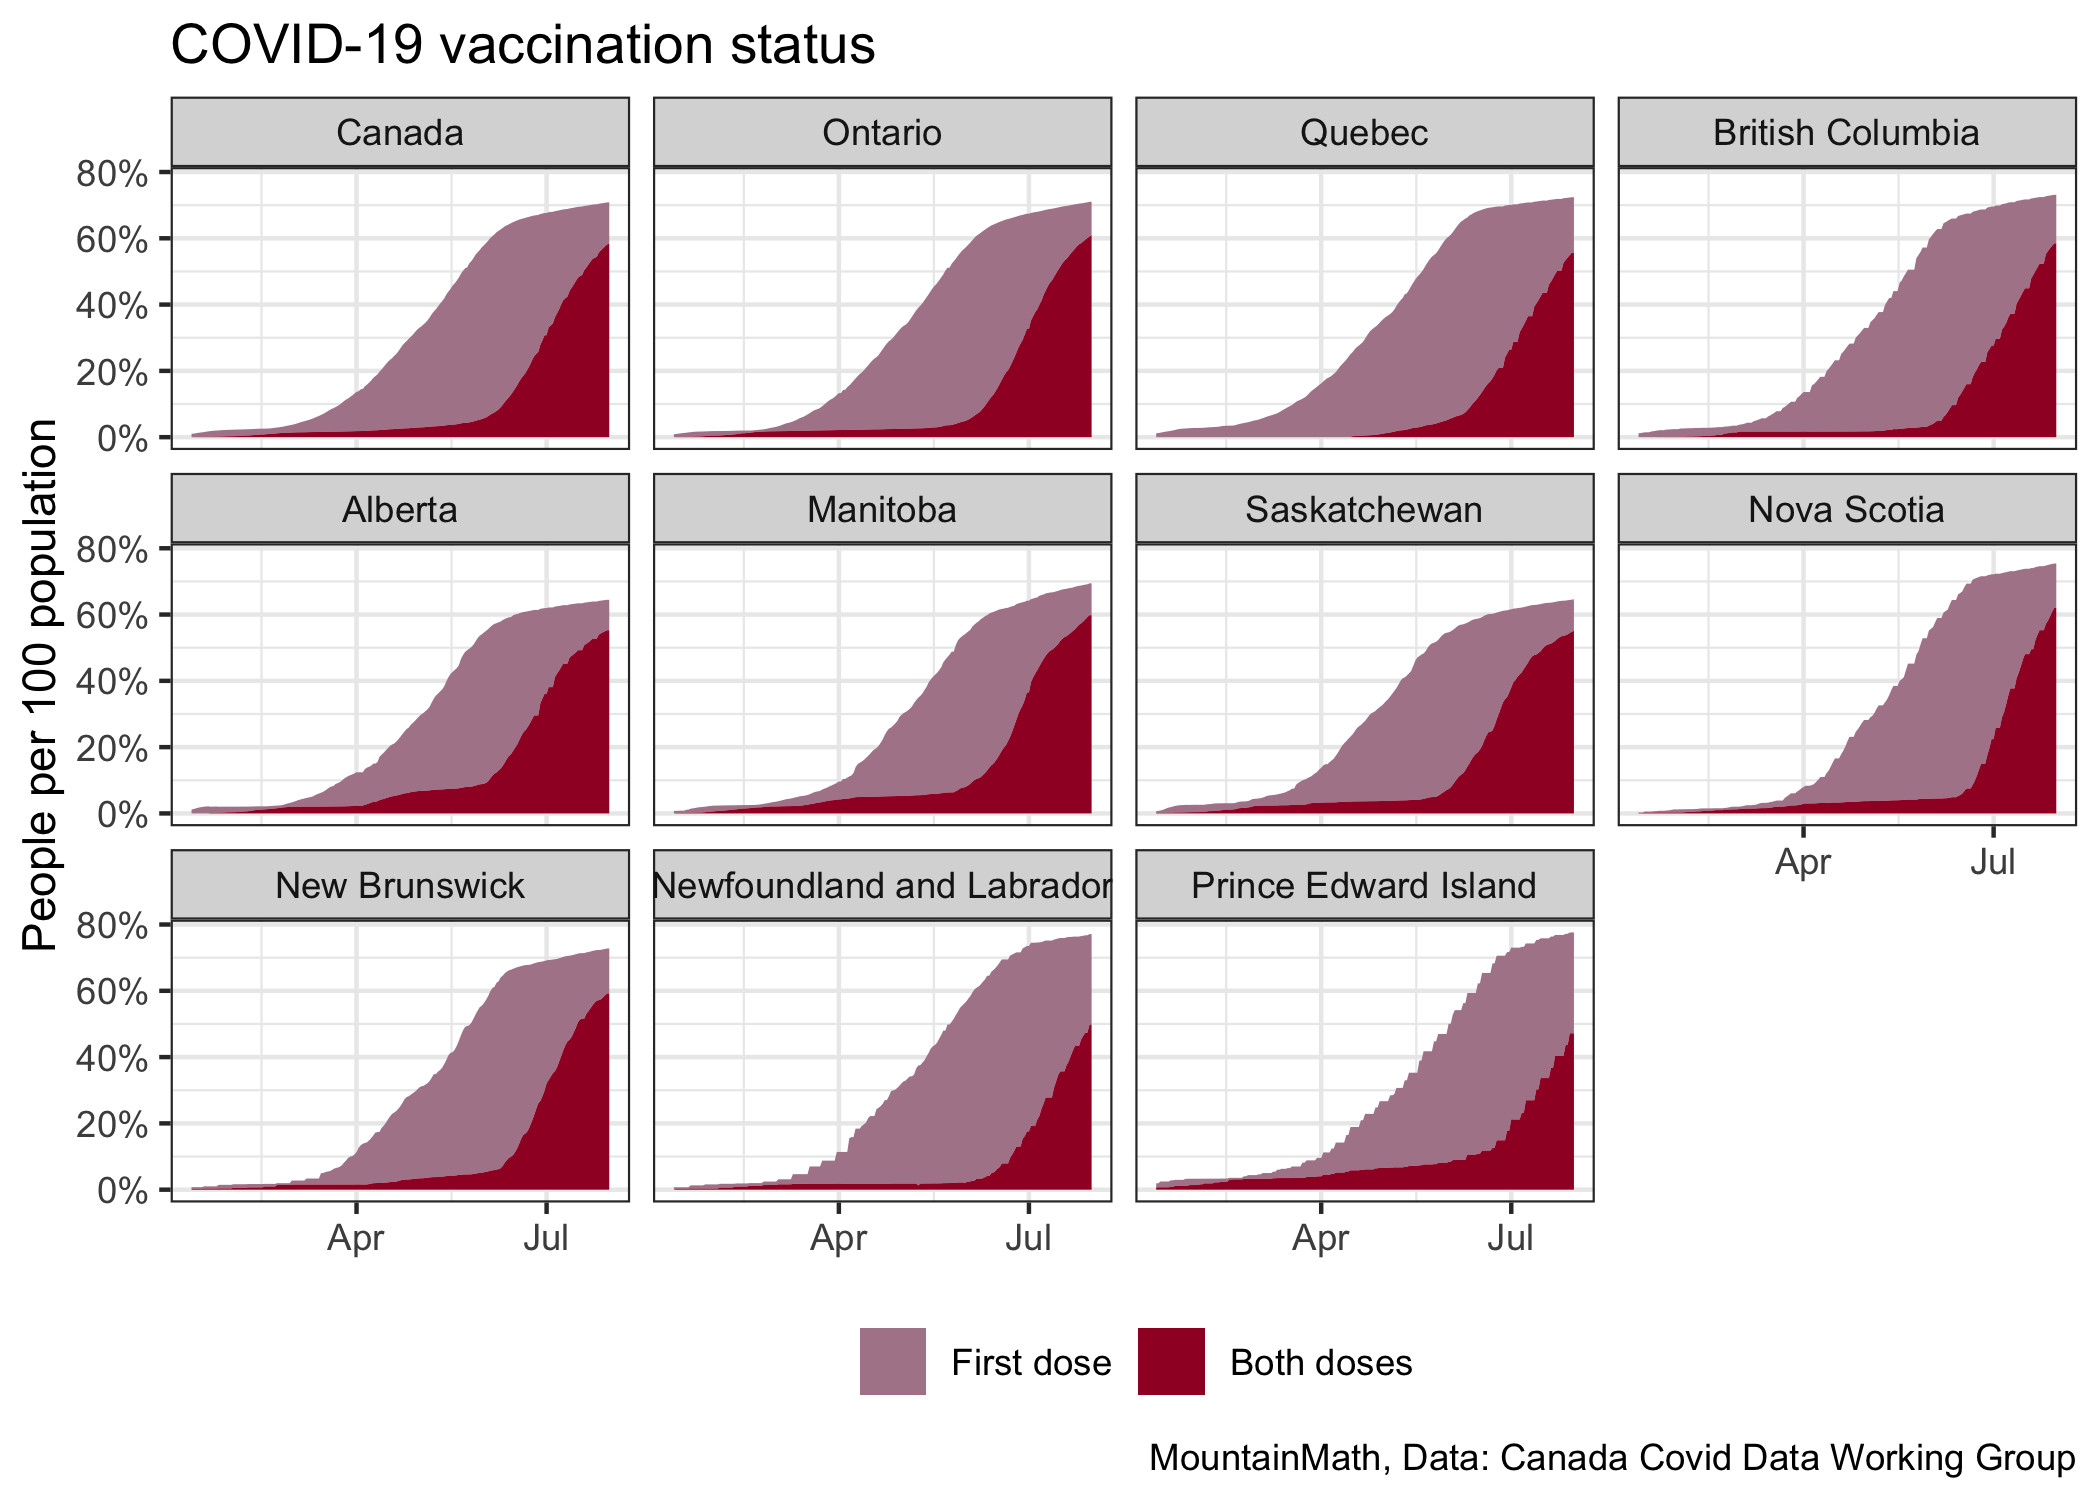 COVID-19 vaccination status
People per 100 population
Canada
Ontario
Quebec
British Columbia
80%
60%
40%
20%
0%
Alberta
Manitoba
Saskatchewan
Nova Scotia
80%
60%
40%
20%
0%
Apr
Jul
New Brunswick
Newfoundland and Labrador
Prince Edward Island
80%
60%
40%
20%
0%
Apr
Jul
Apr
Jul
Apr
Jul
First dose
Both doses
MountainMath, Data: Canada Covid Data Working Group